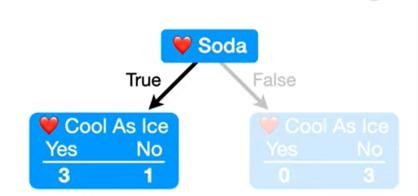 ❤️ Soda
True False
❤️ Cool As Ice
Yes No
3 1
❤️ Cool As Ice
Yes No
0 3